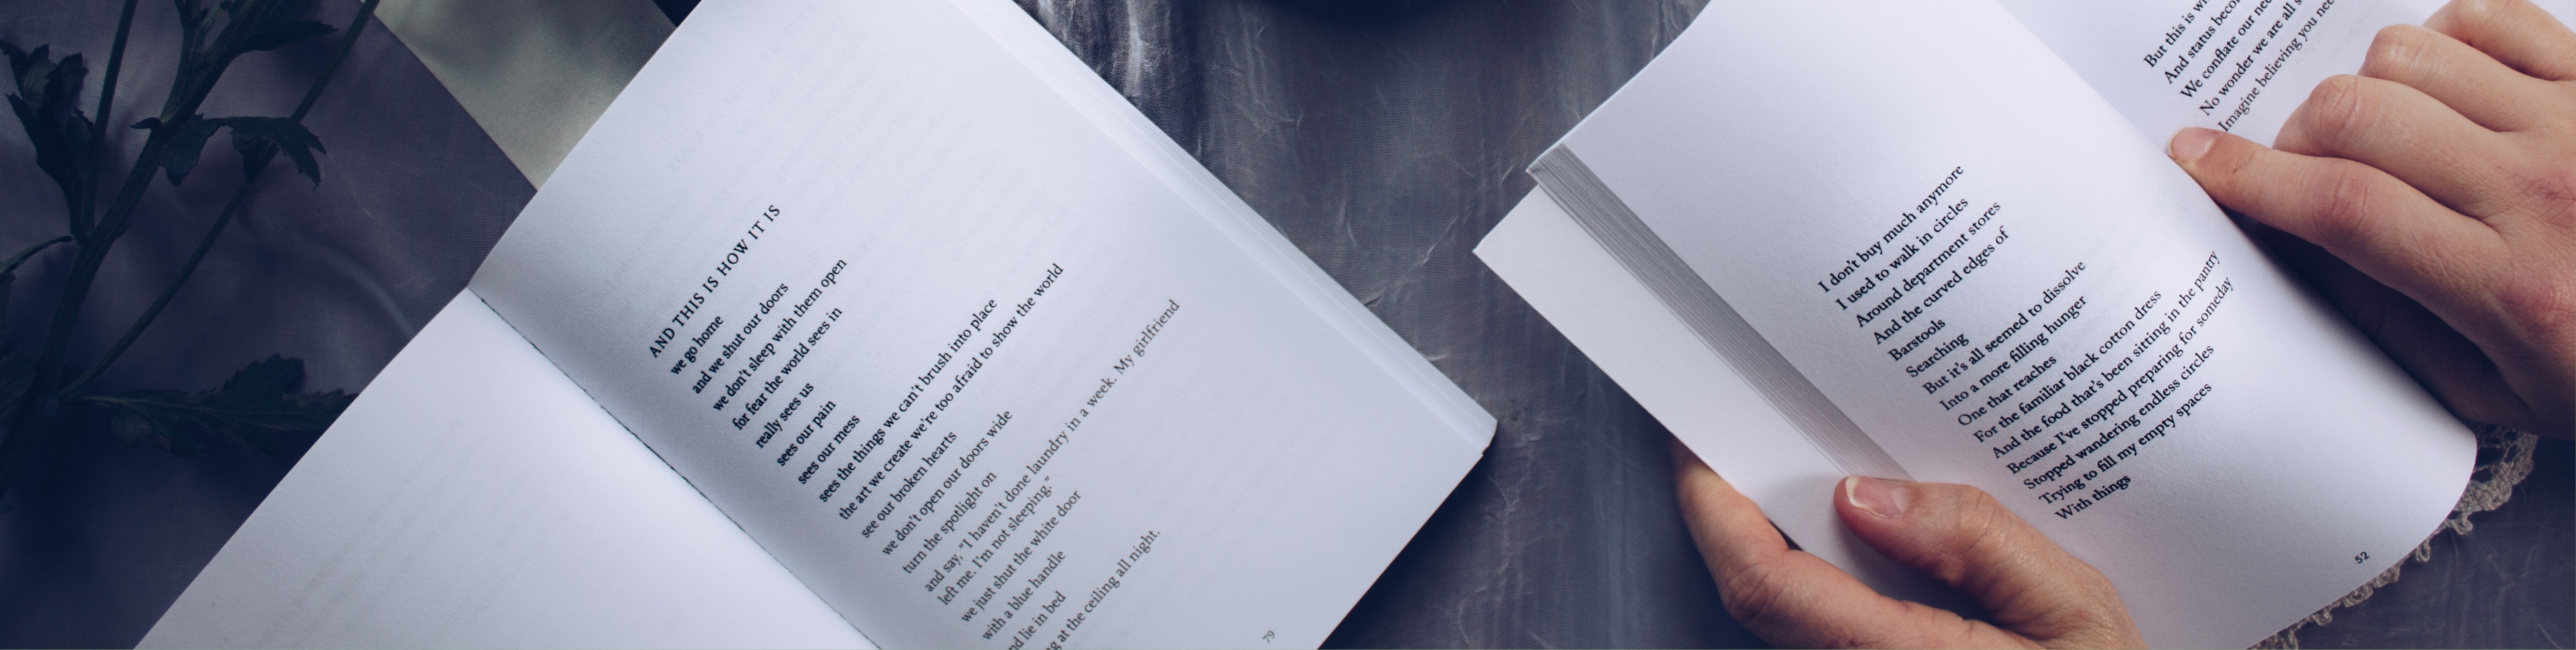 AND THIS IS HOW IT IS
we go home
and we shut our doors
we don't sleep with them open
for fear the world sees in
really sees us
sees our pain
sees our mess
sees the things we can't brush into place
the art we create we're too afraid to show the world
see our broken hearts
we don't open our doors wide
turn the spotlight on
and say, "I haven't done laundry in a week. My girlfriend
left me. I'm not sleeping."
we just shut the white door
with a blue handle
lie in bed
at the ceiling all night.
79
I don't buy much anymore
I used to walk in circles
Around department stores
And the curved edges of
Barstools
Searching
But it's all seemed to dissolve
Into a more filling hunger
One that reaches
For the familiar black cotton dress
And the food that's been sitting in the pantry
Because I've stopped preparing for someday
Stopped wandering endless circles
Trying to fill my empty spaces
With things
52
But this is
And status
We conflate our
No wonder we are all
Imagine believing you